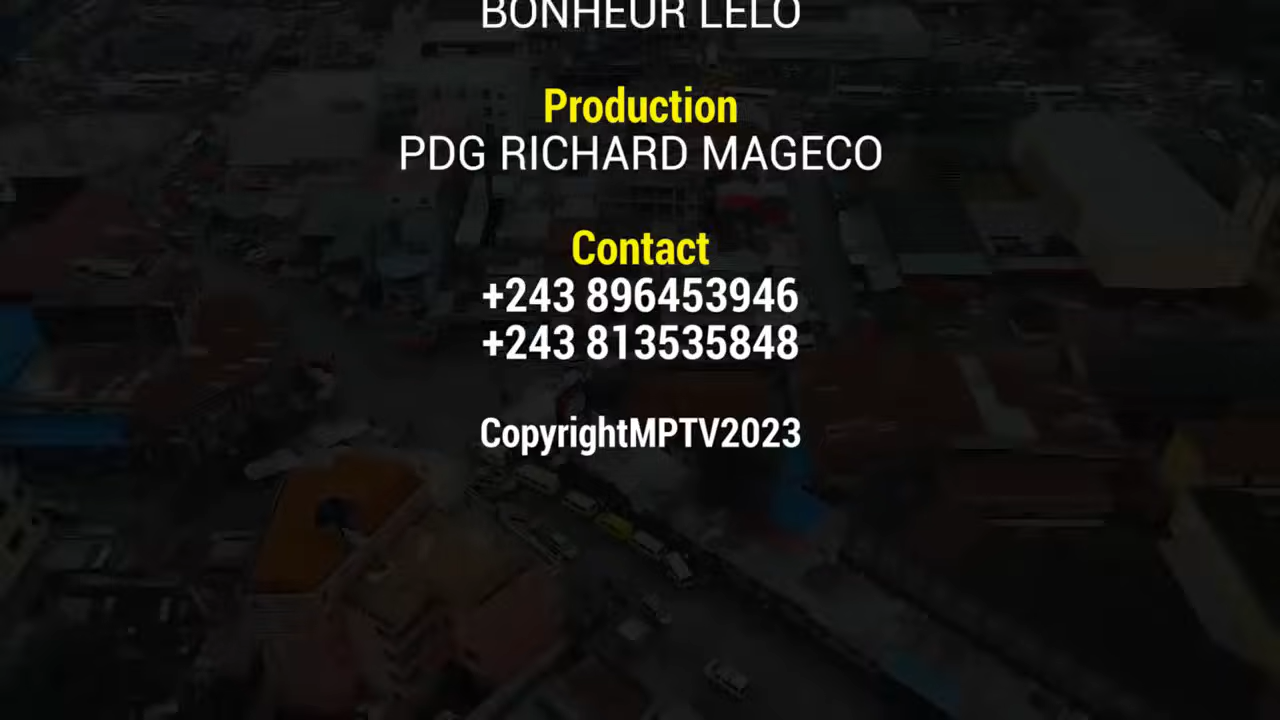 BONHEUR LELO
Production
PDG RICHARD MAGECO
Contact
+243 896453946
+243 813535848
CopyrightMPTV2023